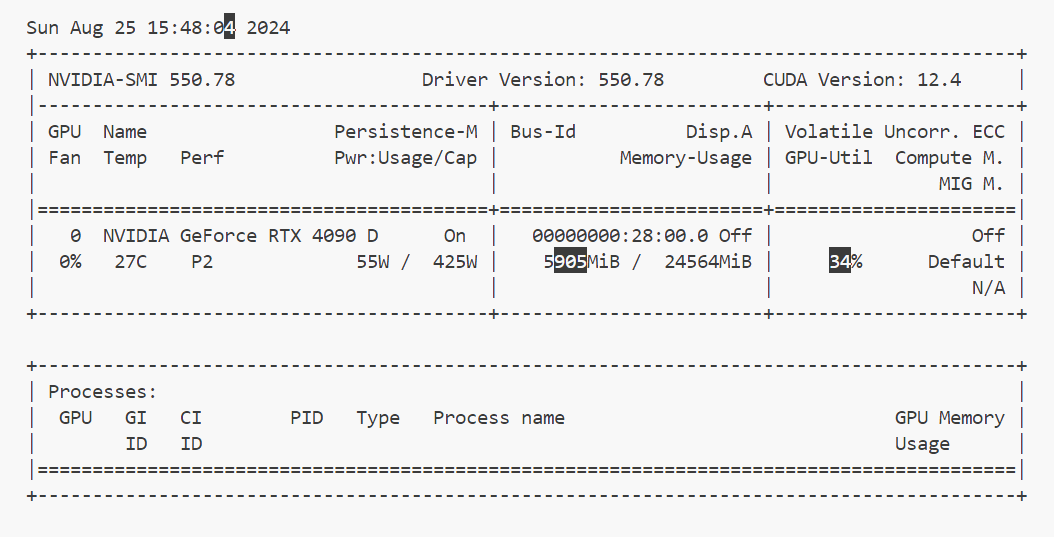 Sun Aug 25 15:48:04 2024
+-----------------------------------------------------------------------------------------+
| NVIDIA-SMI 550.78                 Driver Version: 550.78         CUDA Version: 12.4     |
|-----------------------------------------+------------------------+----------------------+
| GPU  Name                 Persistence-M | Bus-Id          Disp.A | Volatile Uncorr. ECC |
| Fan  Temp   Perf          Pwr:Usage/Cap |           Memory-Usage | GPU-Util  Compute M. |
|                                         |                        |               MIG M. |
|=========================================+========================+======================|
|   0  NVIDIA GeForce RTX 4090 D      On  |   00000000:28:00.0 Off |                  Off |
|  0%   27C    P2             55W /  425W |    5905MiB /  24564MiB |     34%      Default |
|                                         |                        |                  N/A |
+-----------------------------------------+------------------------+----------------------+

+-----------------------------------------------------------------------------------------+
| Processes:                                                                              |
|  GPU   GI   CI        PID   Type   Process name                              GPU Memory |
|        ID   ID                                                               Usage      |
|=========================================================================================|
+-----------------------------------------------------------------------------------------+